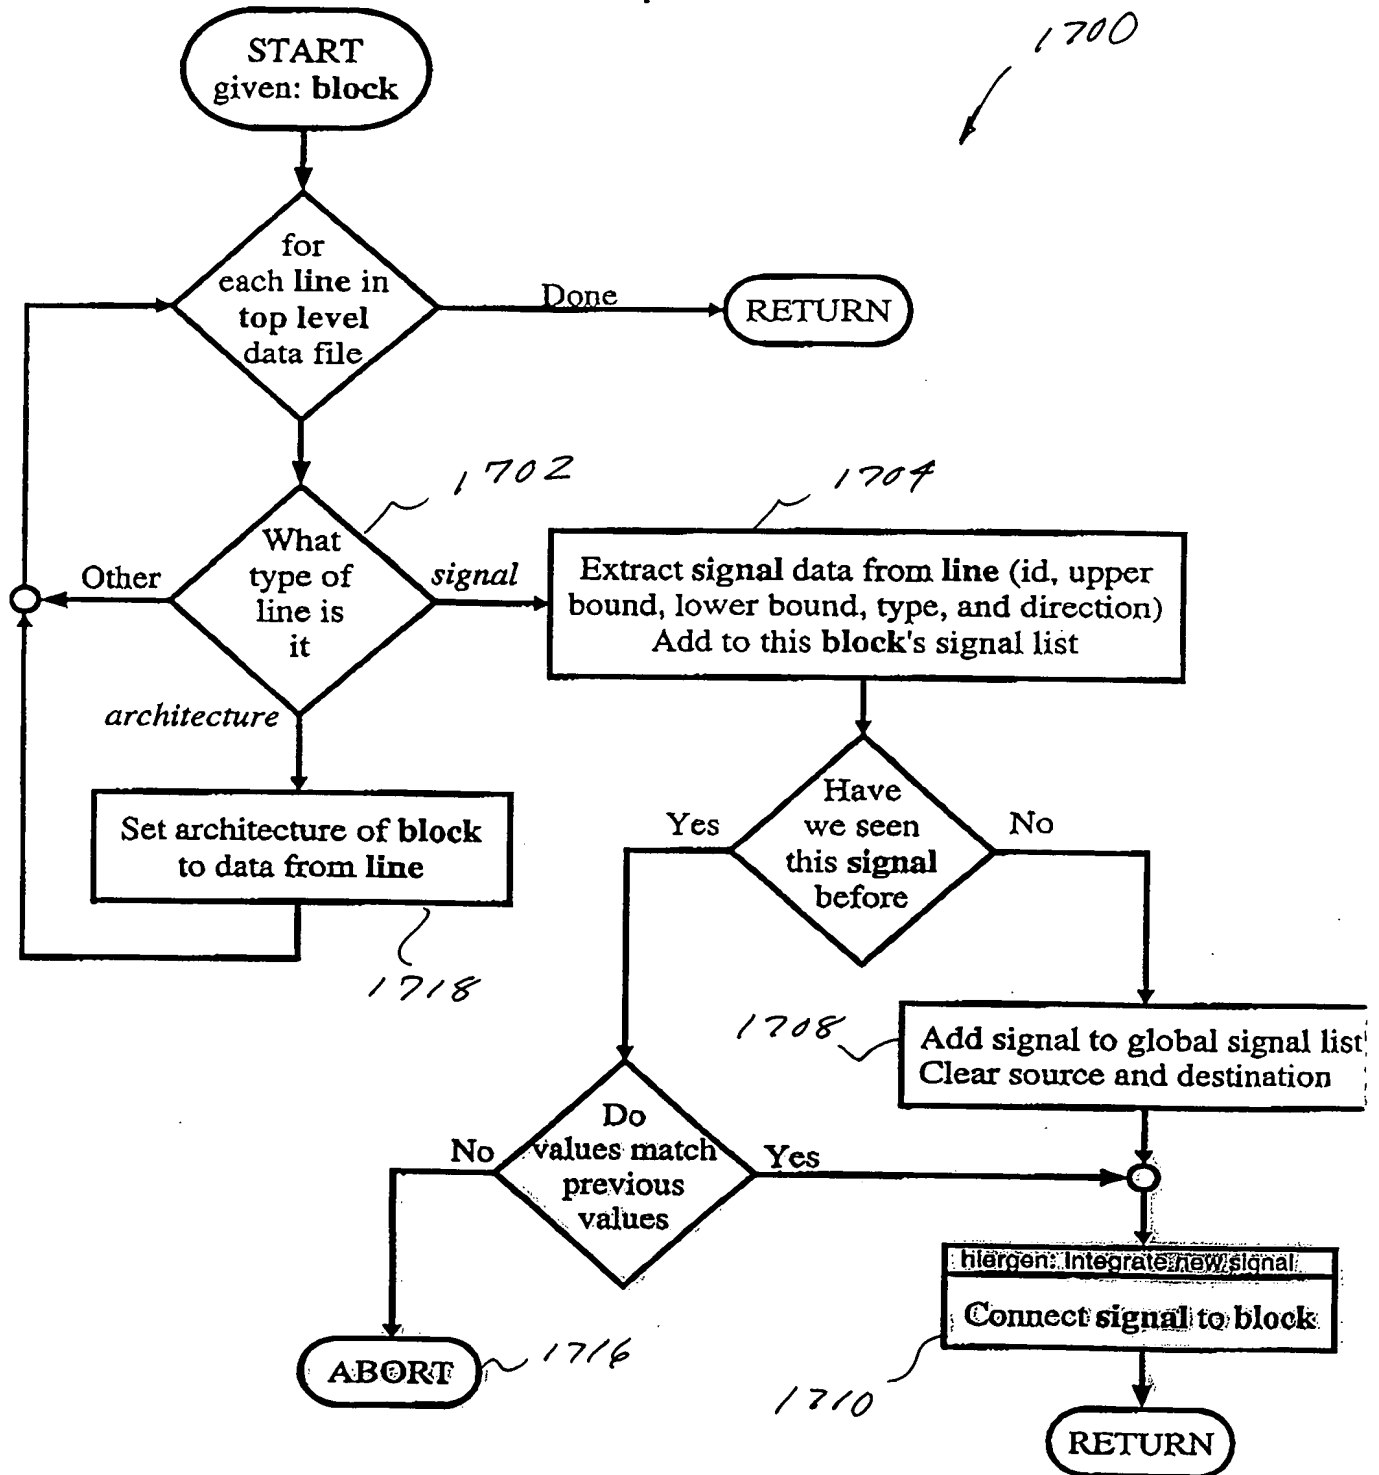 1700
START
given: block
for
each line in
top level
data file
Done
RETURN
1702
1704
What
type of
line is
it
Other
signal
architecture
Extract signal data from line (id, upper
bound, lower bound, type, and direction)
Add to this block's signal list
Set architecture of block
to data from line
1718
Have
we seen
this signal
before
Yes
No
1708
Add signal to global signal list
Clear source and destination
Do
values match
previous
values
No
Yes
hiergen: Integrate new signal
Connect signal to block
ABORT
1716
1710
RETURN